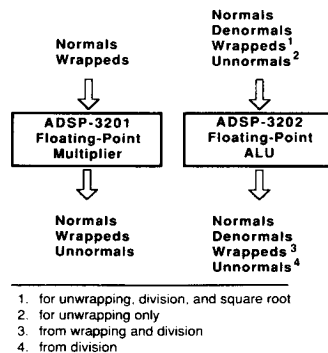 Normals
Wrappeds
ADSP-3201
Floating-Point
Multiplier
Normals
Wrappeds
Unnormals
Normals
Denormals
Wrappeds1
Unnormals2
ADSP-3202
Floating-Point
ALU
Normals
Denormals
Wrappeds3
Unnormals4
1. for unwrapping, division, and square root
2. for unwrapping only
3. from wrapping and division
4. from division